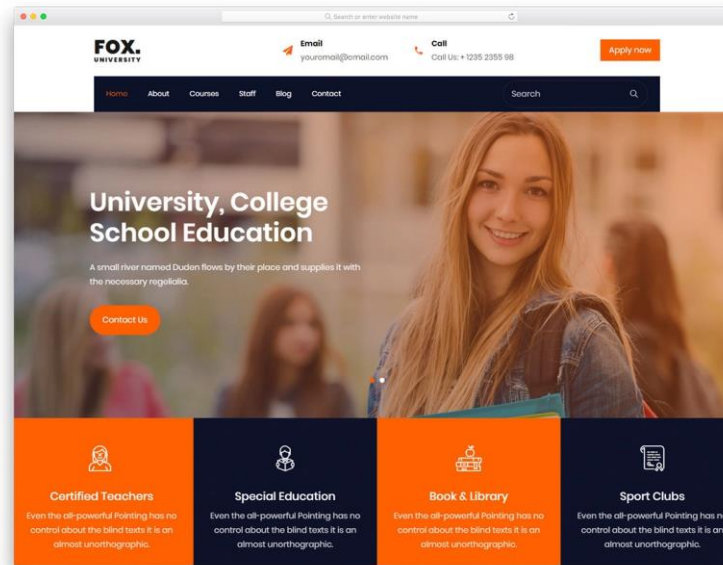 Search or enter website name
FOX.
UNIVERSITY
Email
youremail@email.com
Call
Call Us: + 1235 2355 98
Apply now
Home About Courses Staff Blog Contact Search
University, College
School Education
A small river named Duden flows by their place and supplies it with
the necessary regelialia.
Contact Us
Certified Teachers
Even the all-powerful Pointing has no
control about the blind texts it is an
almost unorthographic.
Special Education
Even the all-powerful Pointing has no
control about the blind texts it is an
almost unorthographic.
Book & Library
Even the all-powerful Pointing has no
control about the blind texts it is an
almost unorthographic.
Sport Clubs
Even the all-powerful Pointing has no
control about the blind texts it is an
almost unorthographic.